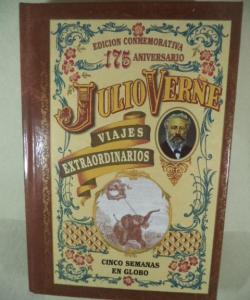 EDICION CONMEMORATIVA
175 ANIVERSARIO
JULIO VERNE
VIAJES
EXTRAORDINARIOS
CINCO SEMANAS
EN GLOBO